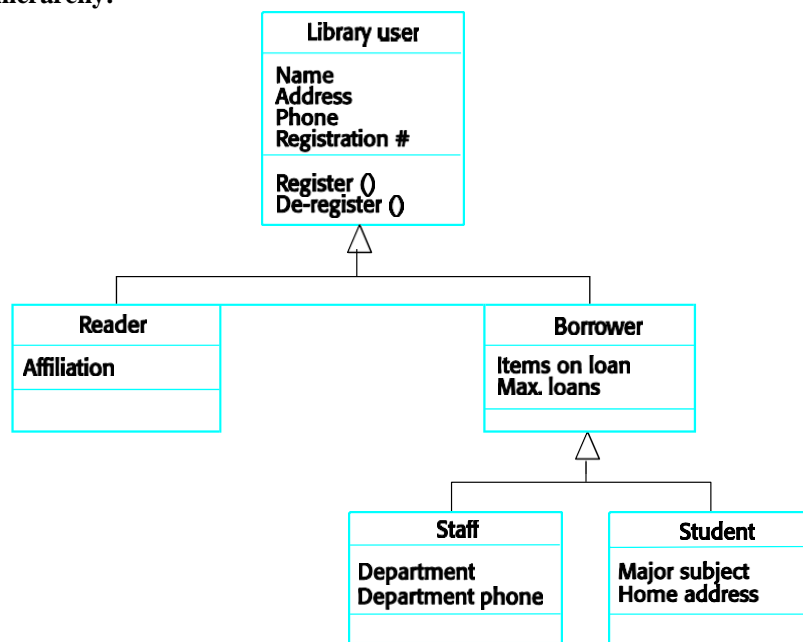 Library user
Name
Address
Phone
Registration #
Register ()
De-register ()
Reader
Affiliation
Borrower
Items on loan
Max. loans
Staff
Department
Department phone
Student
Major subject
Home address